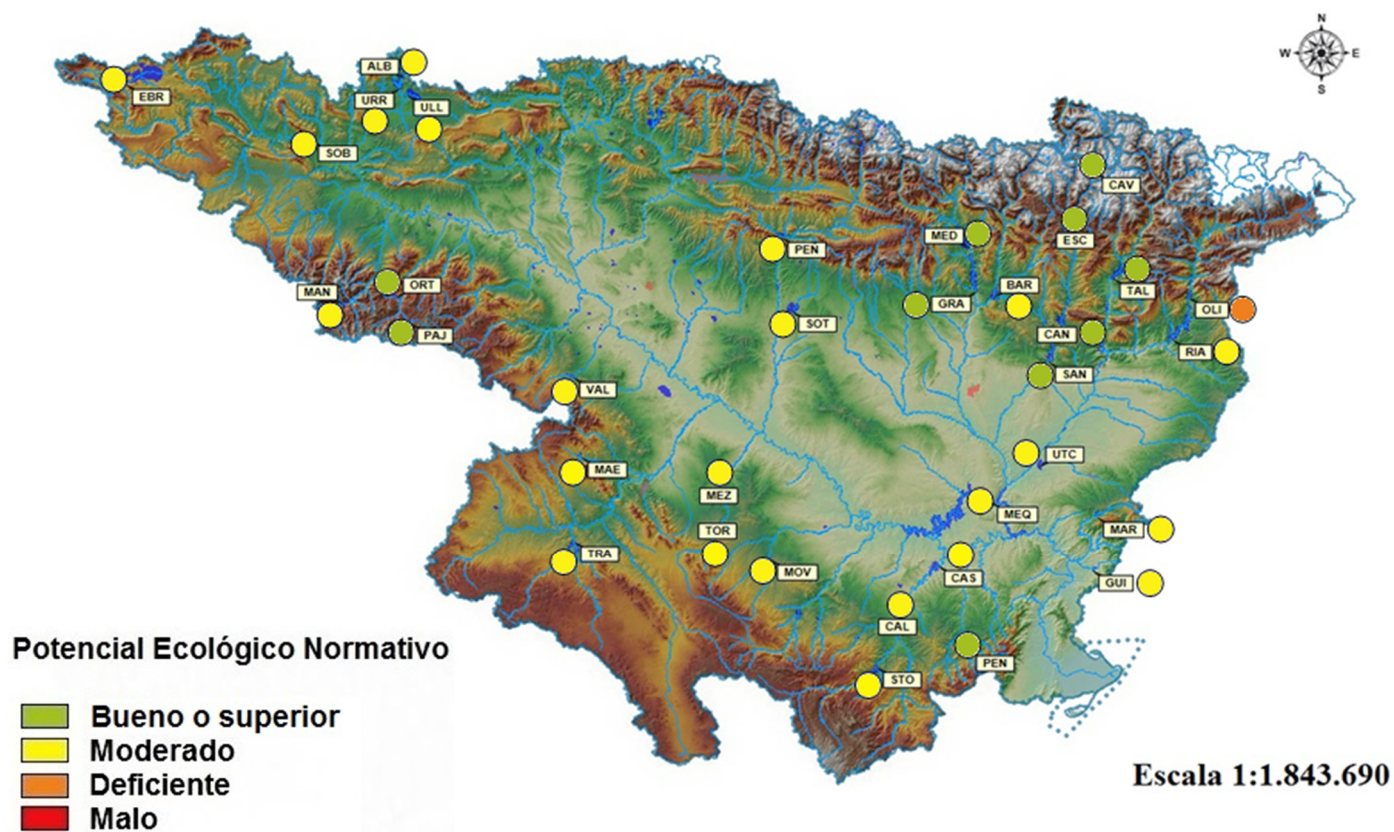 N
W E
S
ALB
EBR
URR
ULL
SOB
CAV
MED
ESC
PEN
ORT
MAN
BAR
TAL
GRA
OLI
SOT
PAJ
CAN
RIA
SAN
VAL
UTC
MAE
MEZ
MEQ
TOR
MAR
TRA
MOV
CAS
GUI
CAL
PEN
STO
Potencial Ecológico Normativo
Bueno o superior
Moderado
Deficiente
Malo
Escala 1:1.843.690